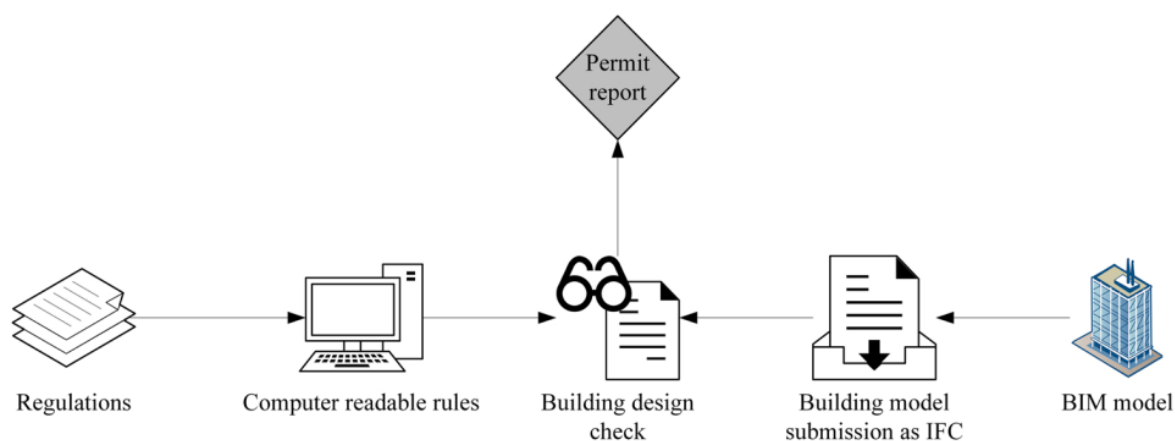 Permit
report
Regulations
Computer readable rules
Building design
check
Building model
submission as IFC
BIM model